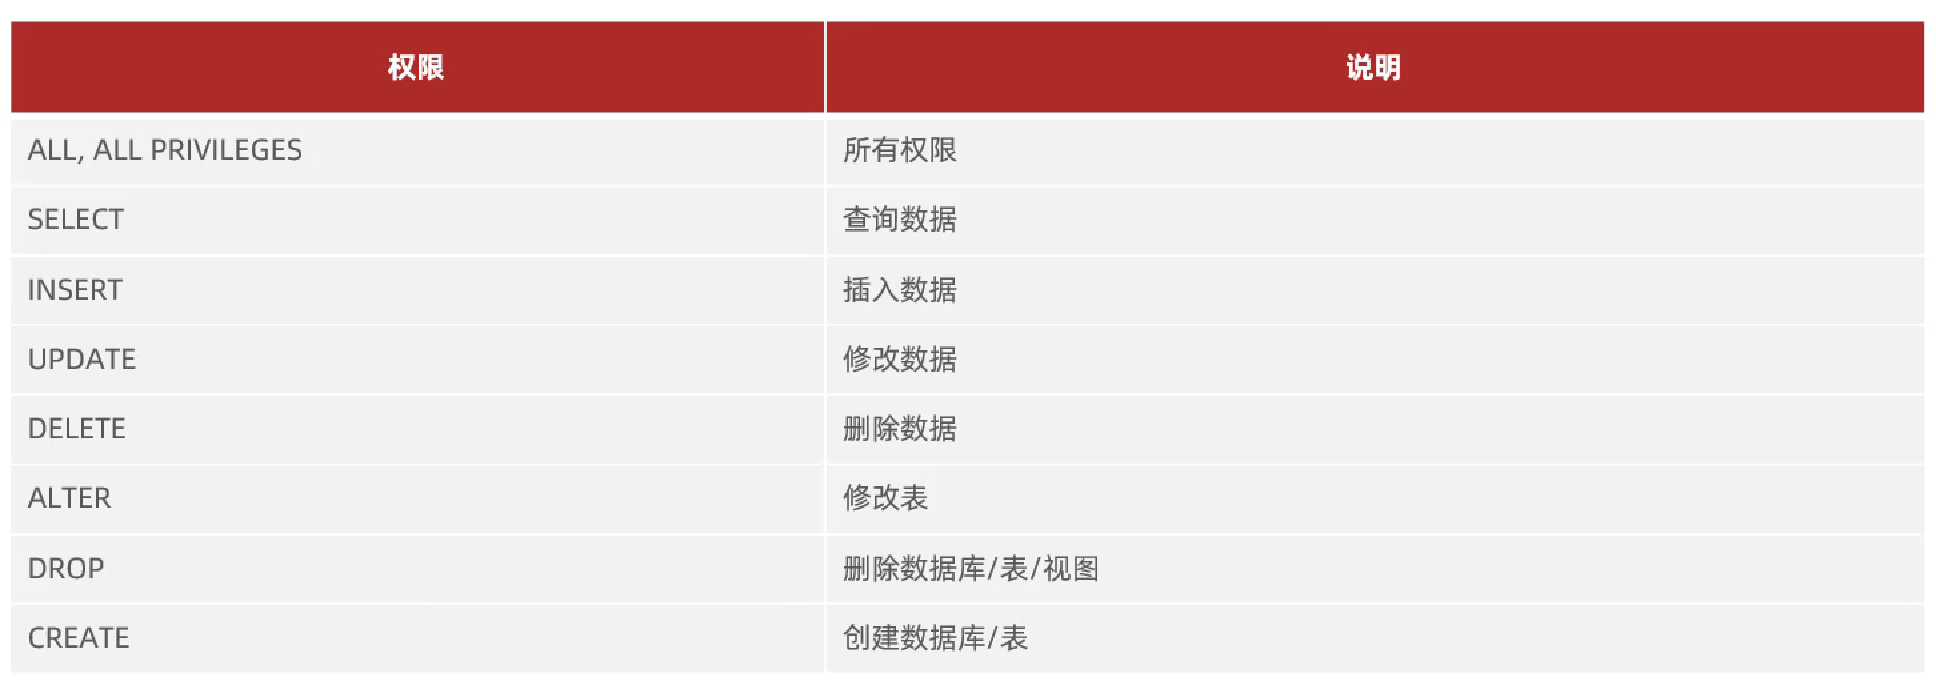 权限 说明
ALL, ALL PRIVILEGES 所有权限
SELECT 查询数据
INSERT 插入数据
UPDATE 修改数据
DELETE 删除数据
ALTER 修改表
DROP 删除数据库/表/视图
CREATE 创建数据库/表